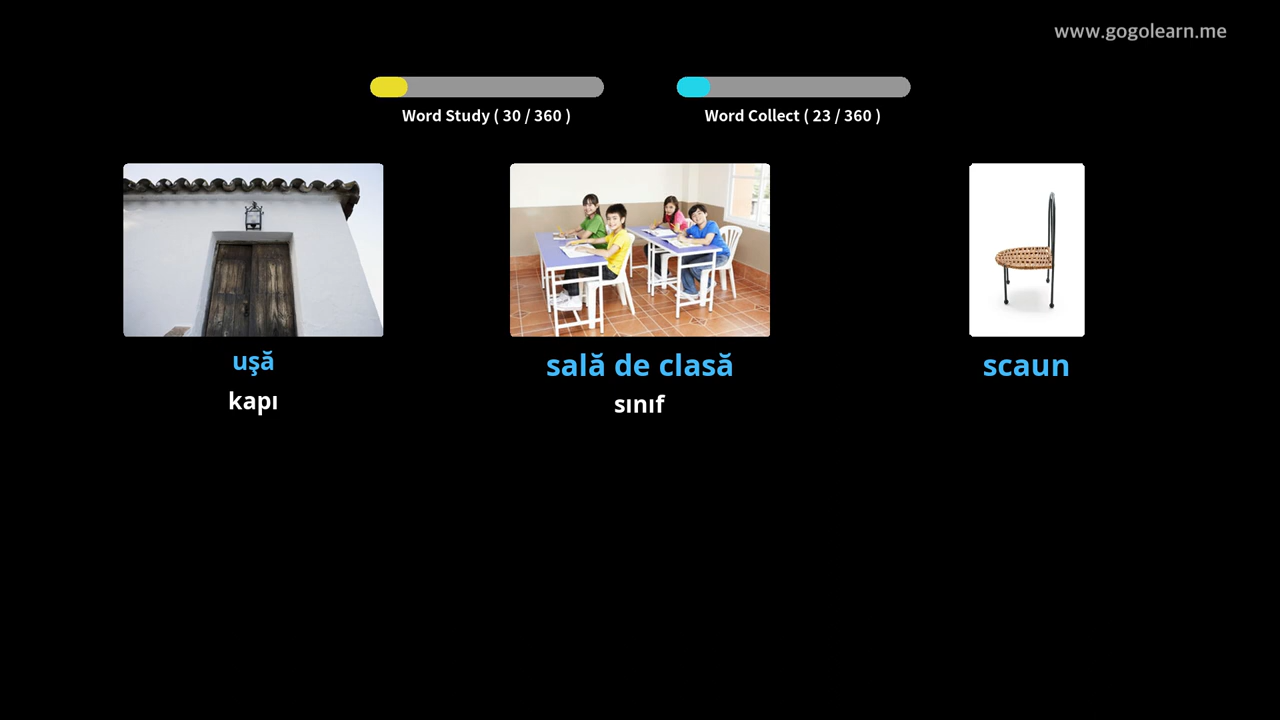 www.gogolearn.me
Word Study ( 30 / 360 )
Word Collect ( 23 / 360 )
uşă
sală de clasă
scaun
kapı
sınıf